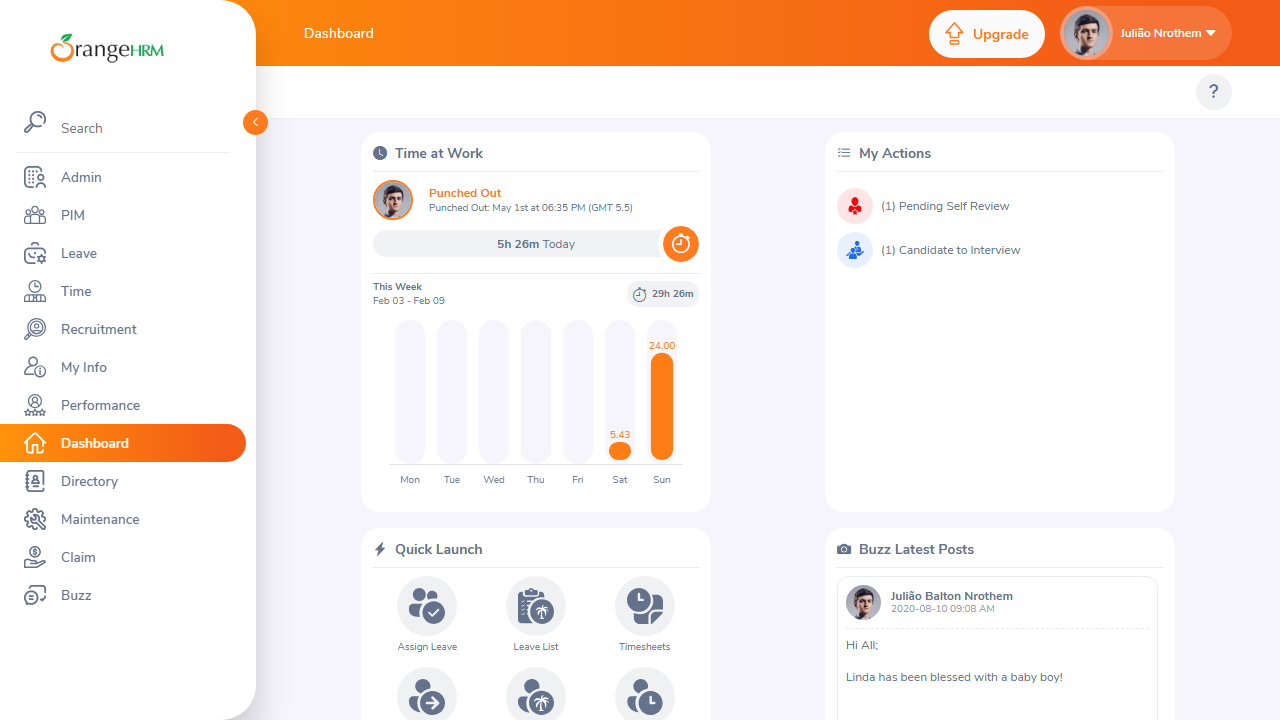 OrangeHRM
Search
Admin
PIM
Leave
Time
Recruitment
My Info
Performance
Dashboard
Directory
Maintenance
Claim
Buzz
Dashboard
Upgrade
Julião Nrothem
?
Time at Work
Punched Out
Punched Out: May 1st at 06:35 PM (GMT 5.5)
5h 26m Today
This Week
Feb 03 - Feb 09
29h 26m
24.00
5.43
Mon Tue Wed Thu Fri Sat Sun
My Actions
(1) Pending Self Review
(1) Candidate to Interview
Quick Launch
Assign Leave
Leave List
Timesheets
Buzz Latest Posts
Julião Balton Nrothem
2020-08-10 09:08 AM
Hi All;
Linda has been blessed with a baby boy!